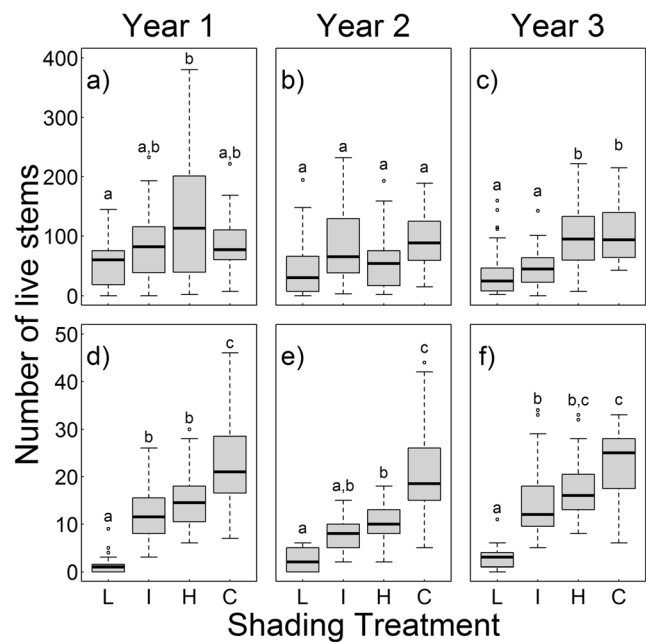 Year 1 Year 2 Year 3
Number of live stems
400
300
200
100
0
a)
a a,b b a,b
b)
a a a a
c)
a a b b
50
40
30
20
10
0
d)
a b b c
e)
a a,b b c
f)
a b b,c c
L I H C L I H C L I H C
Shading Treatment